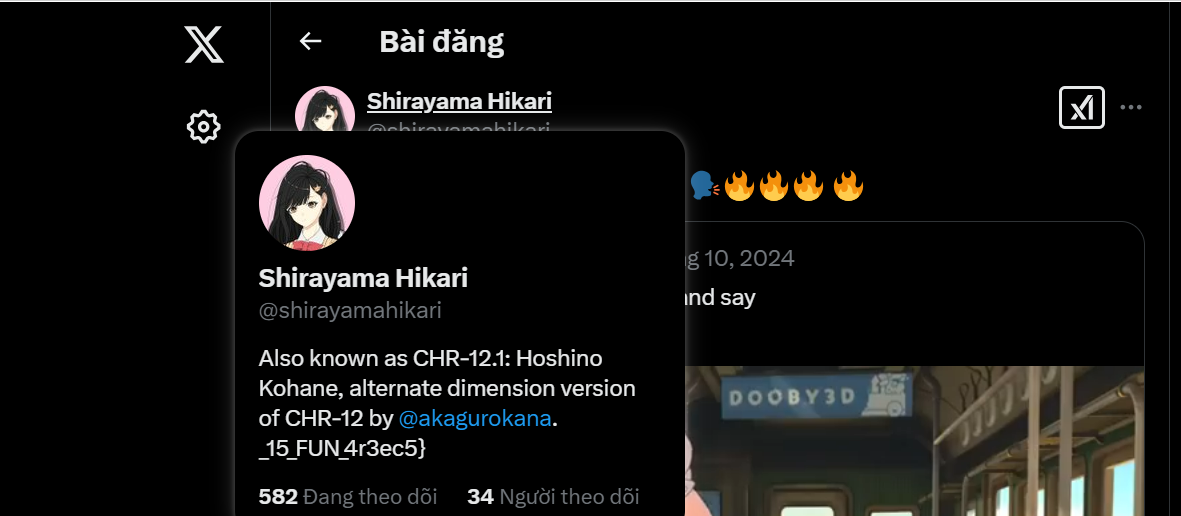 Bài đăng
Shirayama Hikari
@shirayamahikari
Shirayama Hikari
@shirayamahikari
10, 2024
and say
Also known as CHR-12.1: Hoshino
Kohane, alternate dimension version
of CHR-12 by @akagurokana.
_15_FUN_4r3ec5}
DOOBY3D
582 Đang theo dõi 34 Người theo dõi